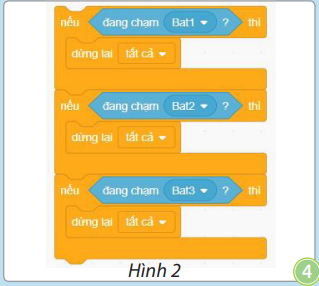 nếu đang chạm Bat1 ? thì
dừng lại tất cả
nếu đang chạm Bat2 ? thì
dừng lại tất cả
nếu đang chạm Bat3 ? thì
dừng lại tất cả
Hình 2
4